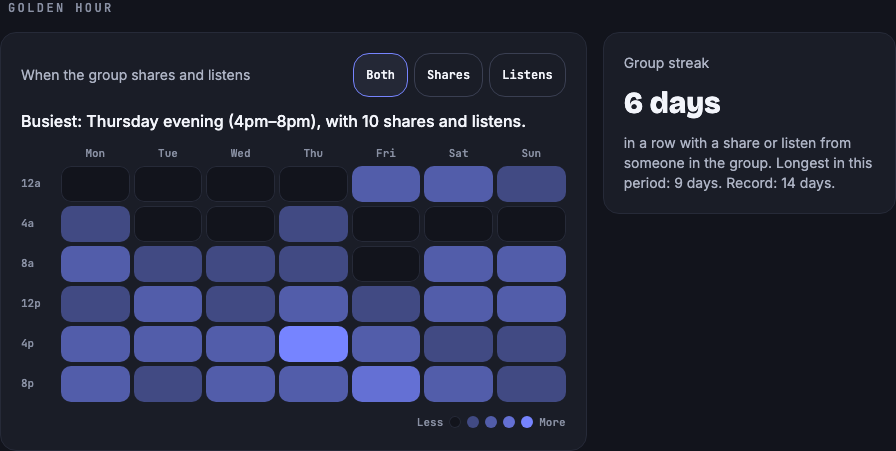 GOLDEN HOUR
When the group shares and listens
Both
Shares
Listens
Busiest: Thursday evening (4pm–8pm), with 10 shares and listens.
Mon Tue Wed Thu Fri Sat Sun
12a
4a
8a
12p
4p
8p
Less More
Group streak
6 days
in a row with a share or listen from
someone in the group. Longest in this
period: 9 days. Record: 14 days.